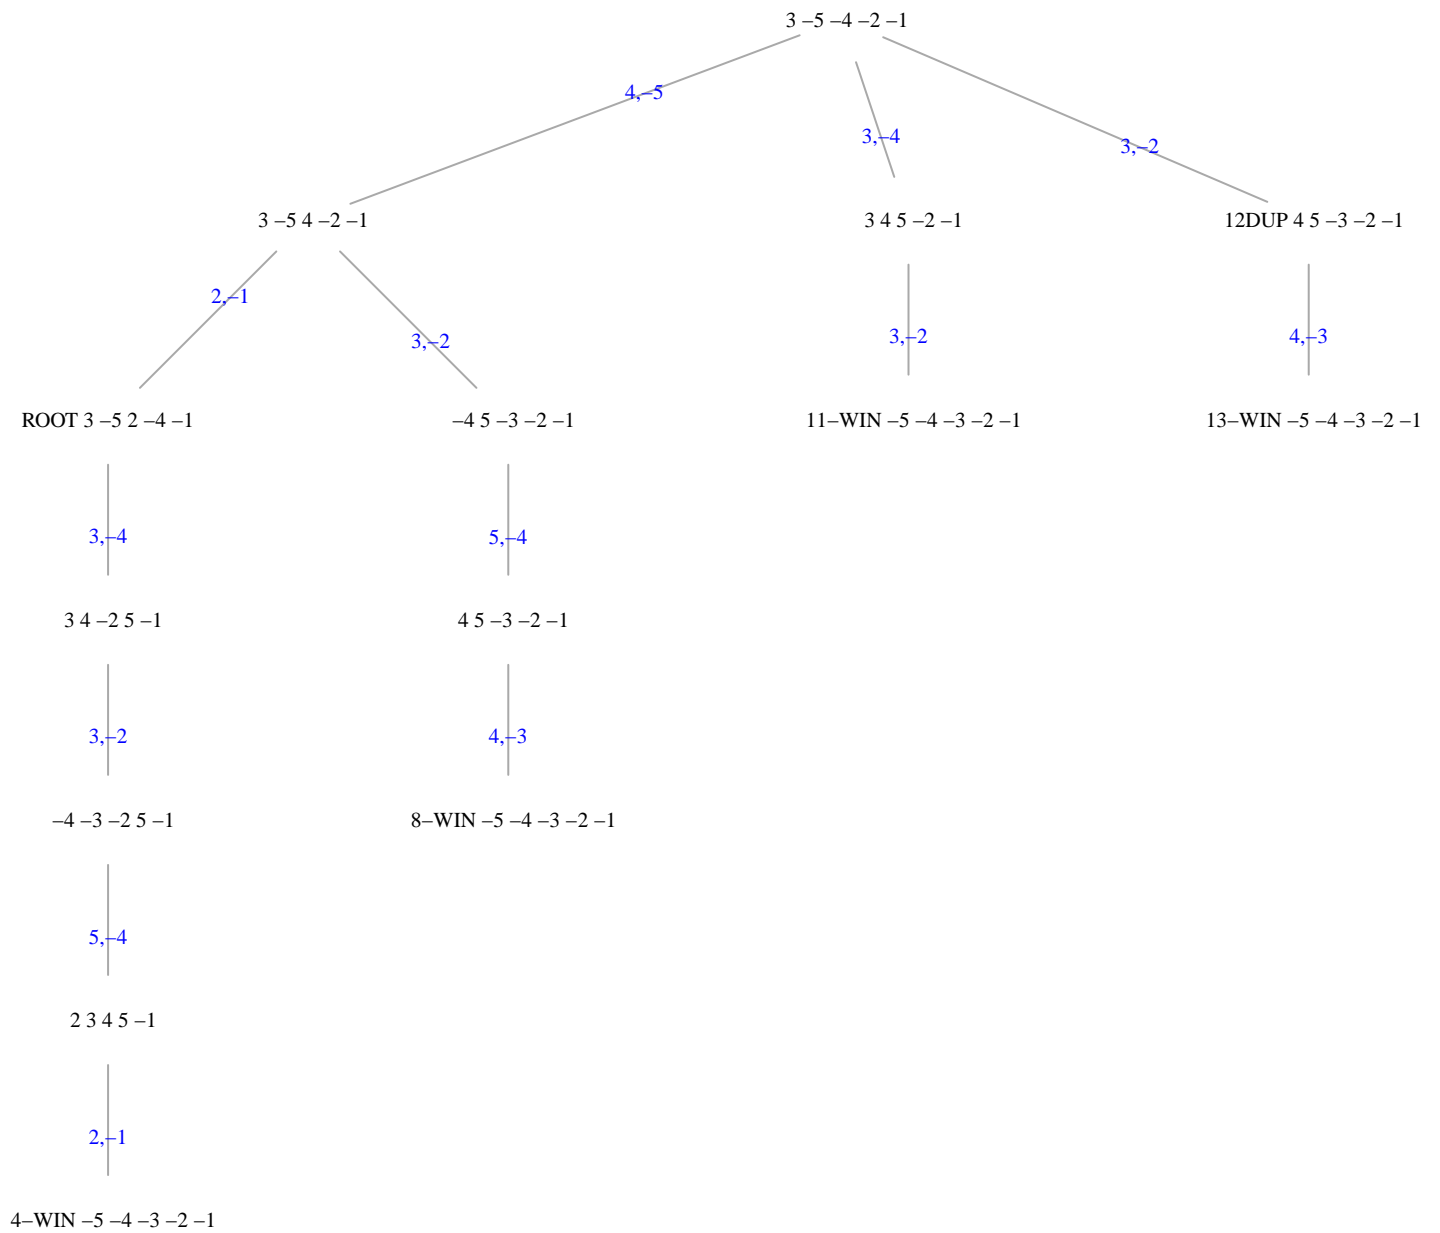 3 –5 –4 –2 –1
4,–5
3,–4
3,–2
3 –5 4 –2 –1
3 4 5 –2 –1
12DUP 4 5 –3 –2 –1
2,–1
3,–2
3,–2
4,–3
ROOT 3 –5 2 –4 –1
–4 5 –3 –2 –1
11–WIN –5 –4 –3 –2 –1
13–WIN –5 –4 –3 –2 –1
3,–4
5,–4
3 4 –2 5 –1
4 5 –3 –2 –1
3,–2
4,–3
–4 –3 –2 5 –1
8–WIN –5 –4 –3 –2 –1
5,–4
2 3 4 5 –1
2,–1
4–WIN –5 –4 –3 –2 –1